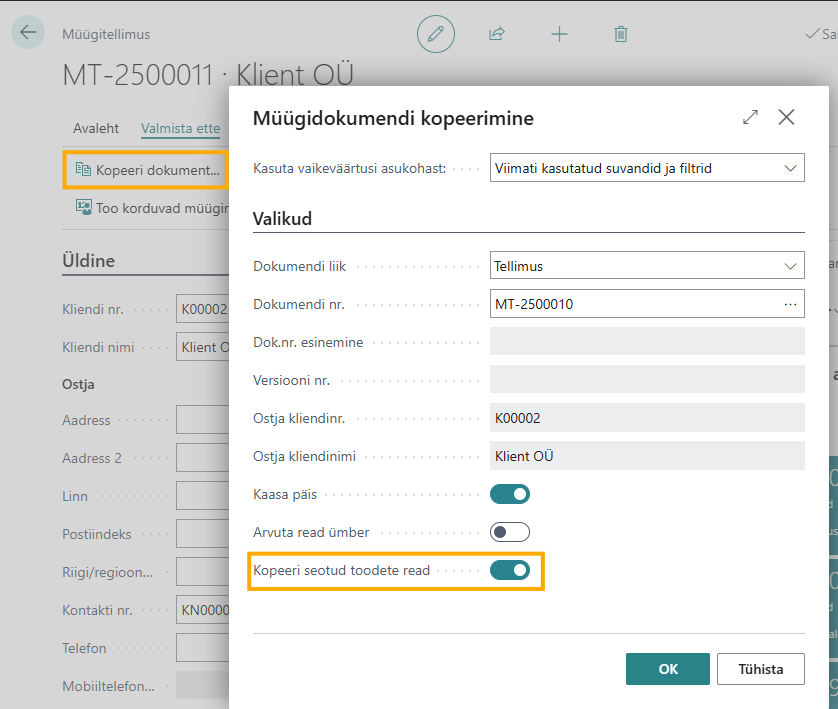 Müügitellimus
MT-2500011 · Klient OÜ
Avaleht Valmista ette
Kopeeri dokument...
Too korduvad
Üldine
Kliendi nr. K00002
Kliendi nimi Klient
Ostja
Aadress
Aadress 2
Linn
Postiindeks
Riigi/regioon...
Kontakti nr.
Telefon
Mobiiltelefon...
Müügidokumendi kopeerimine
Kasuta vaikeväärtusi asukohast: Viimati kasutatud suvandid ja filtrid
Valikud
Dokumendi liik Tellimus
Dokumendi nr. MT-2500010 ...
Dok.nr. esinemine
Versiooni nr.
Ostja kliendinr. K00002
Ostja kliendinimi Klient OÜ
Kaasa päis
Arvuta read ümber
Kopeeri seotud toodete read
OK Tühista